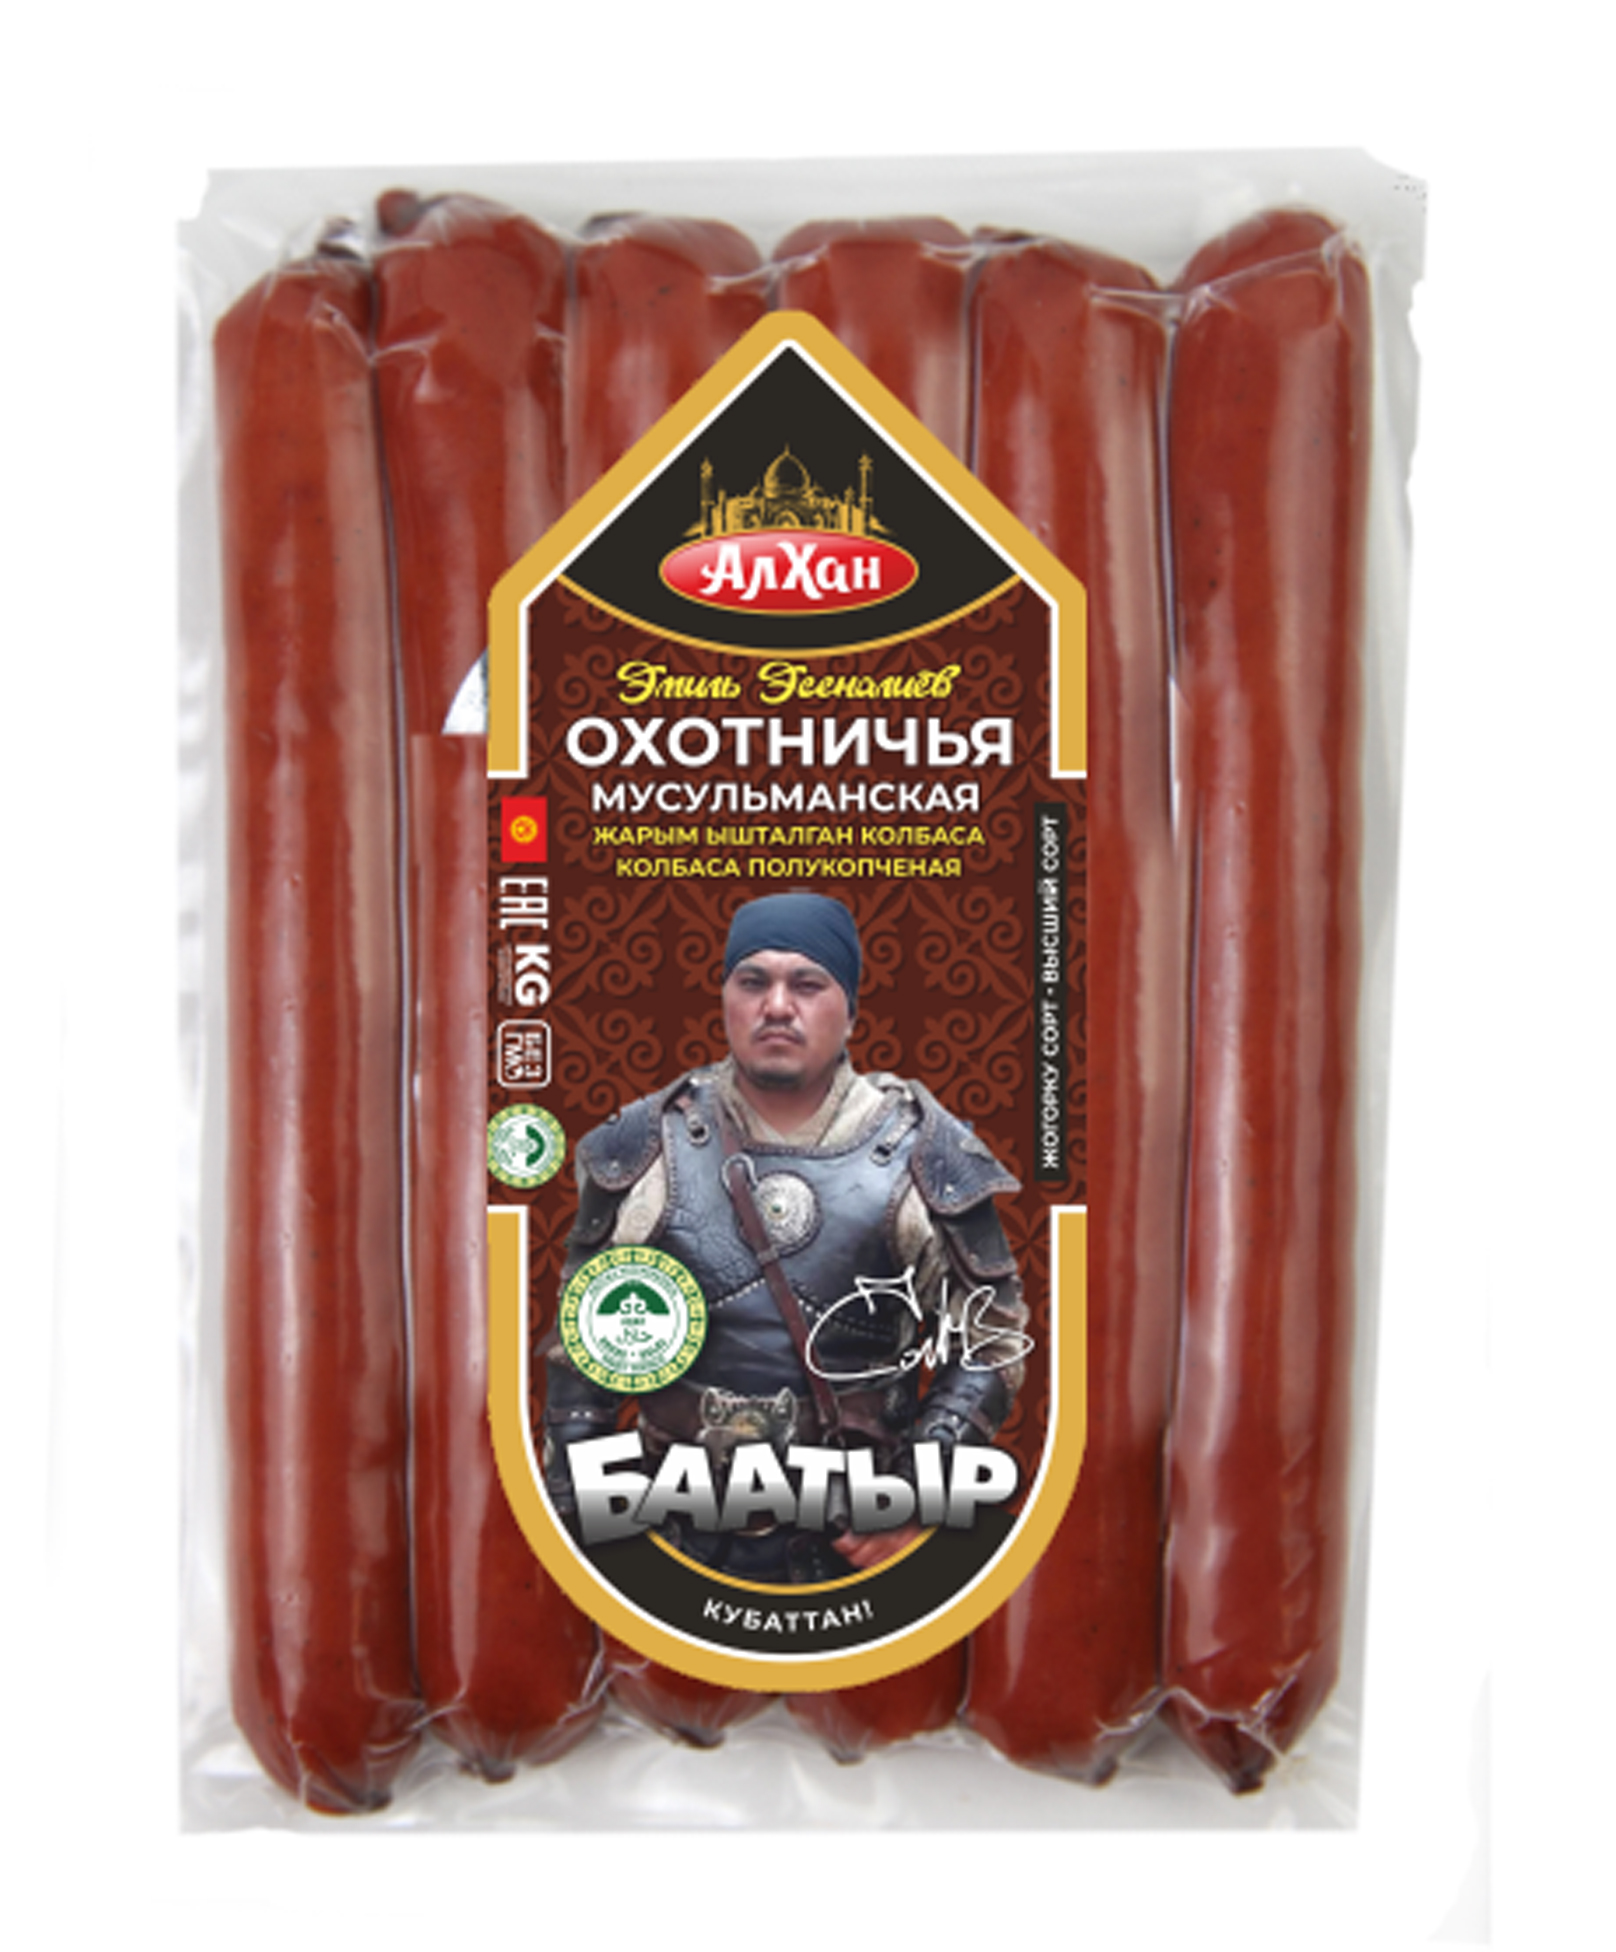 АлХан
Эмиль Эсеналиев
ОХОТНИЧЬЯ
МУСУЛЬМАНСКАЯ
ЖАРЫМ ЫШТАЛГАН КОЛБАСА
КОЛБАСА ПОЛУКОПЧЕНАЯ
ЖОГОРКУ СОРТ • ВЫСШИЙ СОРТ
EAC
KG
БЕЗ
ГМО
БААТЫР
КУБАТТАН!